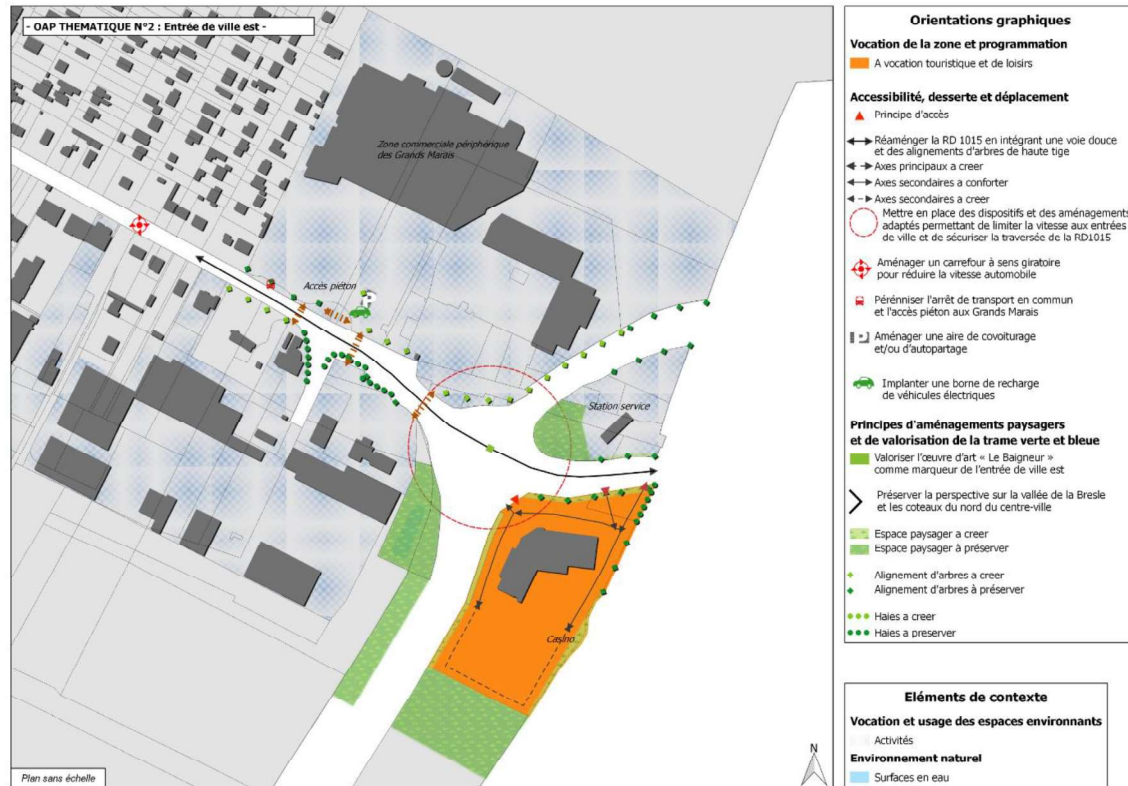 - OAP THEMATIQUE N°2 : Entrée de ville est -
Zone commerciale périphérique
des Grands Marais
Accès piéton
P
Station service
Casino
Plan sans échelle
N
Orientations graphiques
Vocation de la zone et programmation
A vocation touristique et de loisirs
Accessibilité, desserte et déplacement
Principe d'accès
Réaménger la RD 1015 en intégrant une voie douce
et des alignements d'arbres de haute tige
Axes principaux a creer
Axes secondaires a conforter
Axes secondaires a creer
Mettre en place des dispositifs et des aménagements
adaptés permettant de limiter la vitesse aux entrées
de ville et de sécuriser la traversée de la RD1015
Aménager un carrefour à sens giratoire
pour réduire la vitesse automobile
Pérénniser l'arrêt de transport en commun
et l'accès piéton aux Grands Marais
Aménager une aire de covoiturage
et/ou d'autopartage
Implanter une borne de recharge
de véhicules électriques
Principes d'aménagements paysagers
et de valorisation de la trame verte et bleue
Valoriser l'œuvre d'art « Le Baigneur »
comme marqueur de l'entrée de ville est
Préserver la perspective sur la vallée de la Bresle
et les coteaux du nord du centre-ville
Espace paysager a creer
Espace paysager à préserver
Alignement d'arbres a creer
Alignement d'arbres à préserver
Haies a creer
Haies a preserver
Eléments de contexte
Vocation et usage des espaces environnants
Activités
Environnement naturel
Surfaces en eau